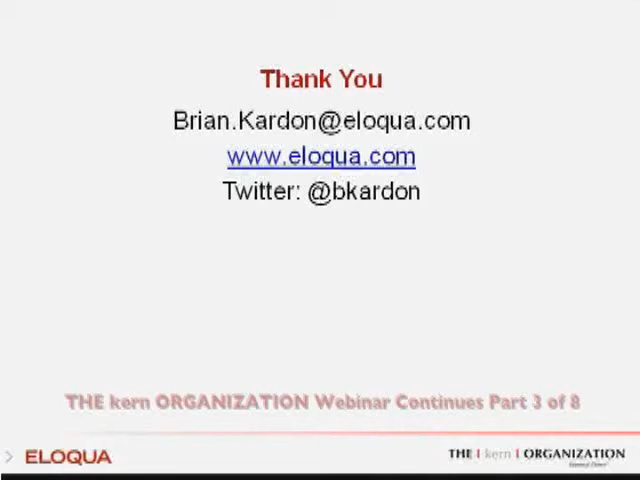 Thank You
Brian.Kardon@eloqua.com
www.eloqua.com
Twitter: @bkardon
THE kern ORGANIZATION Webinar Continues Part 3 of 8
ELOQUA
THE | kern | ORGANIZATION